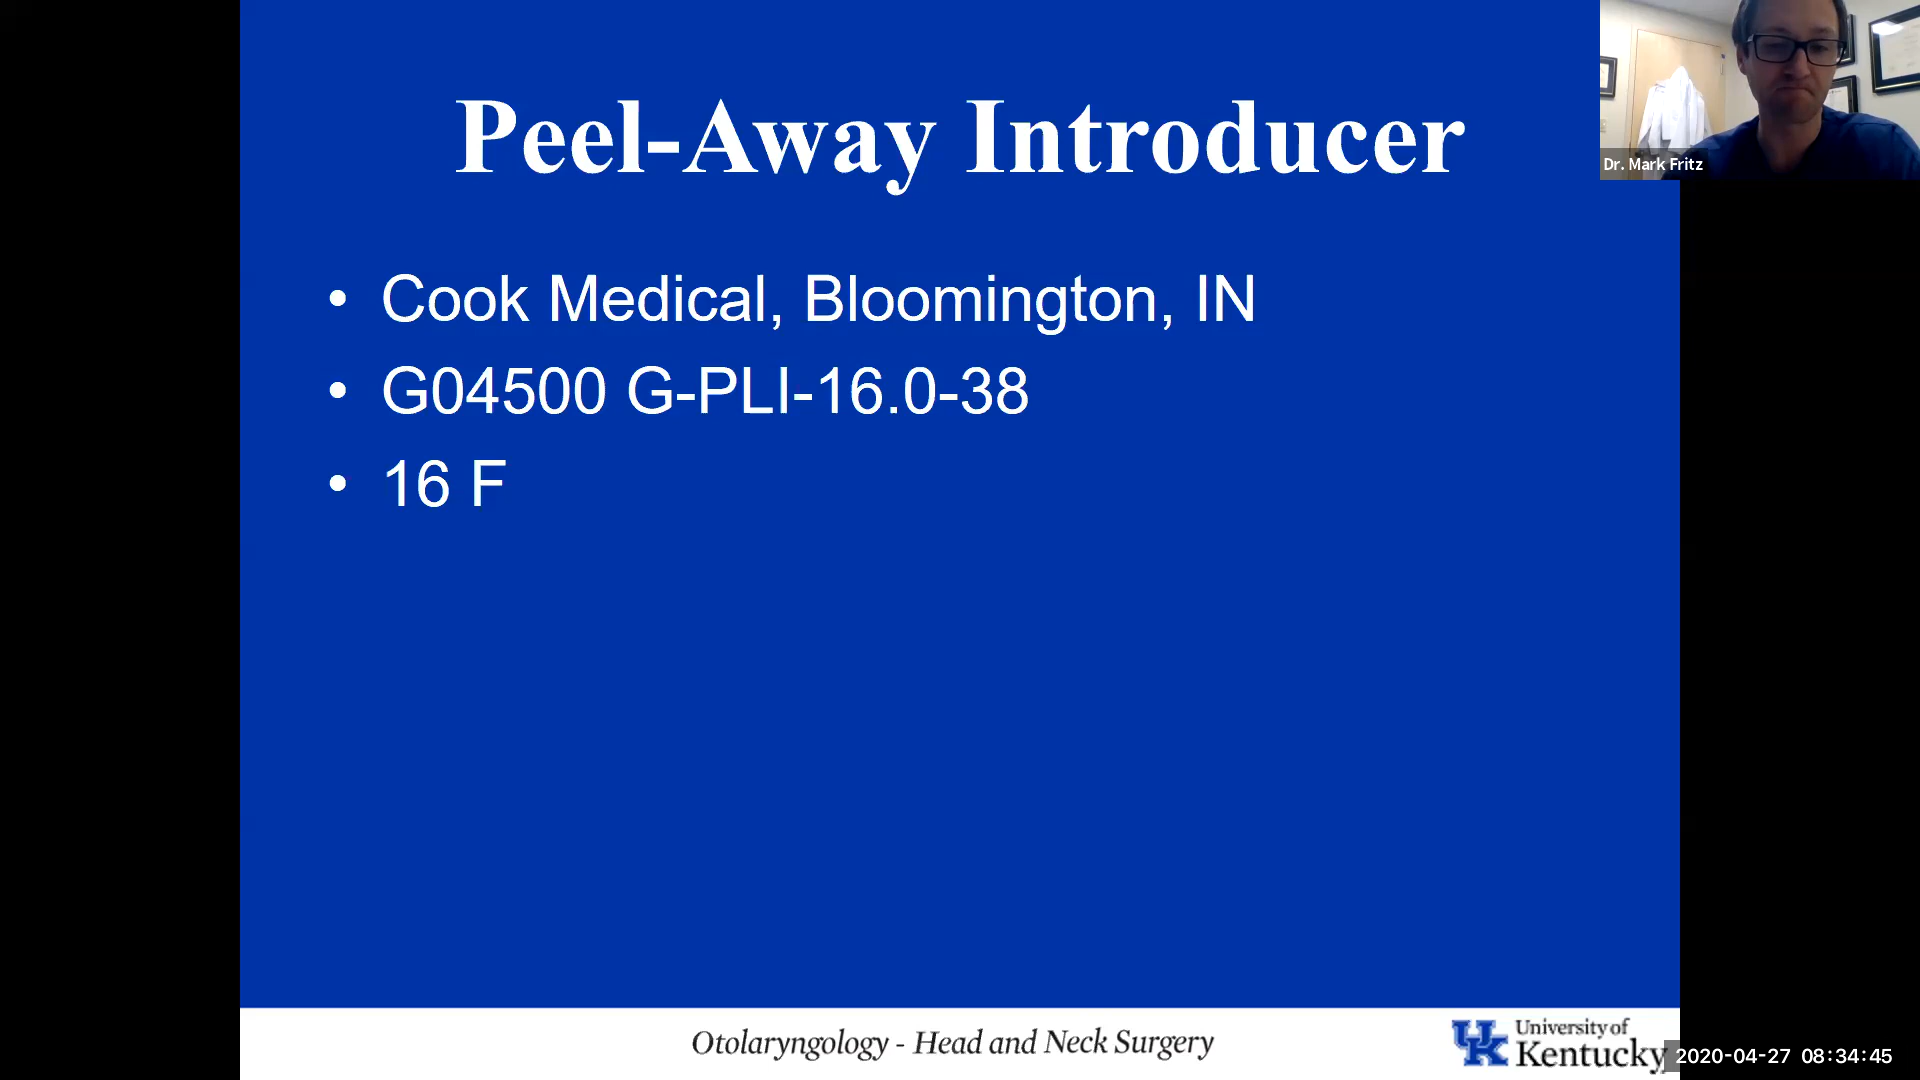 Peel-Away Introducer
Dr. Mark Fritz
• Cook Medical, Bloomington, IN
• G04500 G-PLI-16.0-38
• 16 F
Otolaryngology - Head and Neck Surgery
UK
University of
Kentucky
2020-04-27 08:34:45